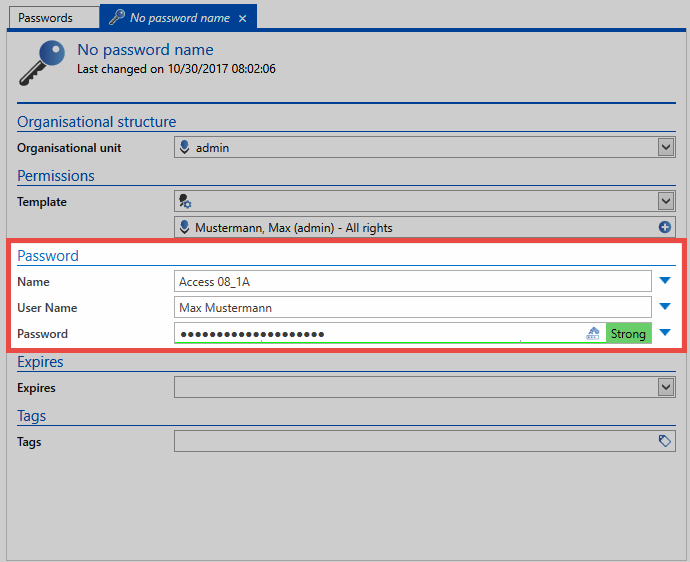 Passwords No password name
No password name
Last changed on 10/30/2017 08:02:06
Organisational structure
Organisational unit admin
Permissions
Template
Mustermann, Max (admin) - All rights
Password
Name Access 08_1A
User Name Max Mustermann
Password ●●●●●●●●●●●●●●●●●●●● Strong
Expires
Expires
Tags
Tags